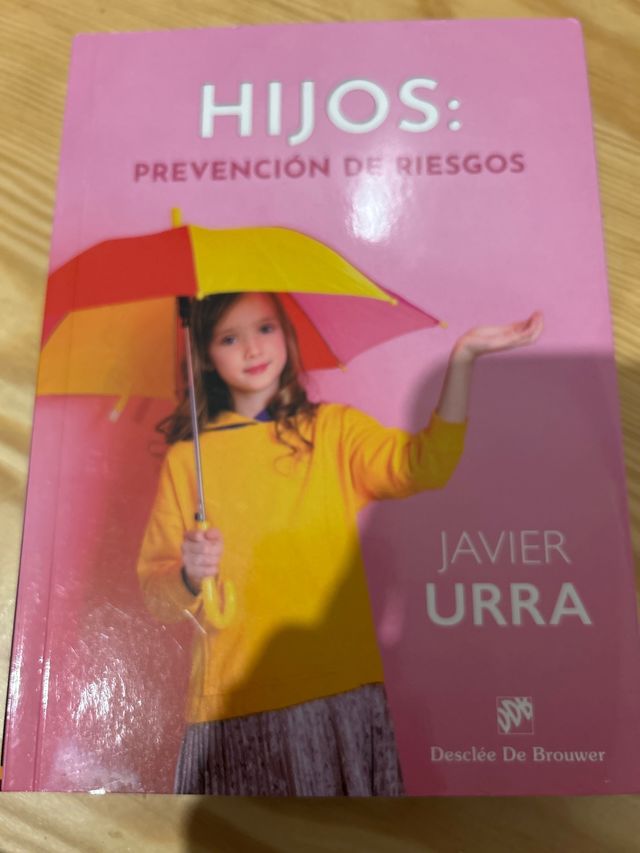 HIJOS:
PREVENCIÓN DE RIESGOS
JAVIER
URRA
Desclée De Brouwer